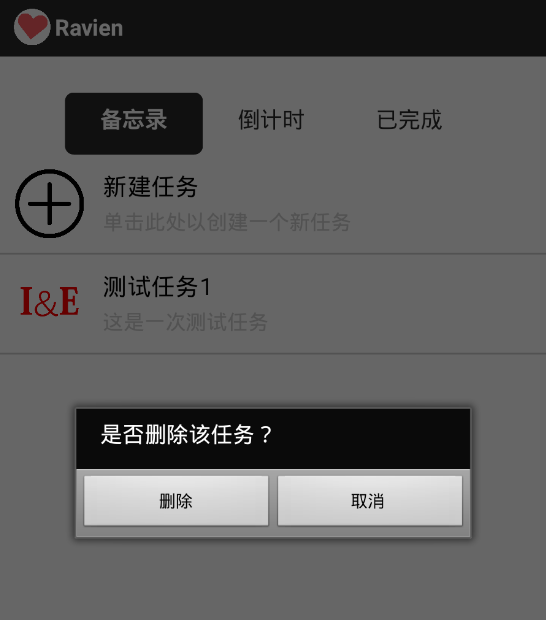 Ravien
备忘录 倒计时 已完成
新建任务
单击此处以创建一个新任务
I&E
测试任务1
这是一次测试任务
是否删除该任务？
删除 取消